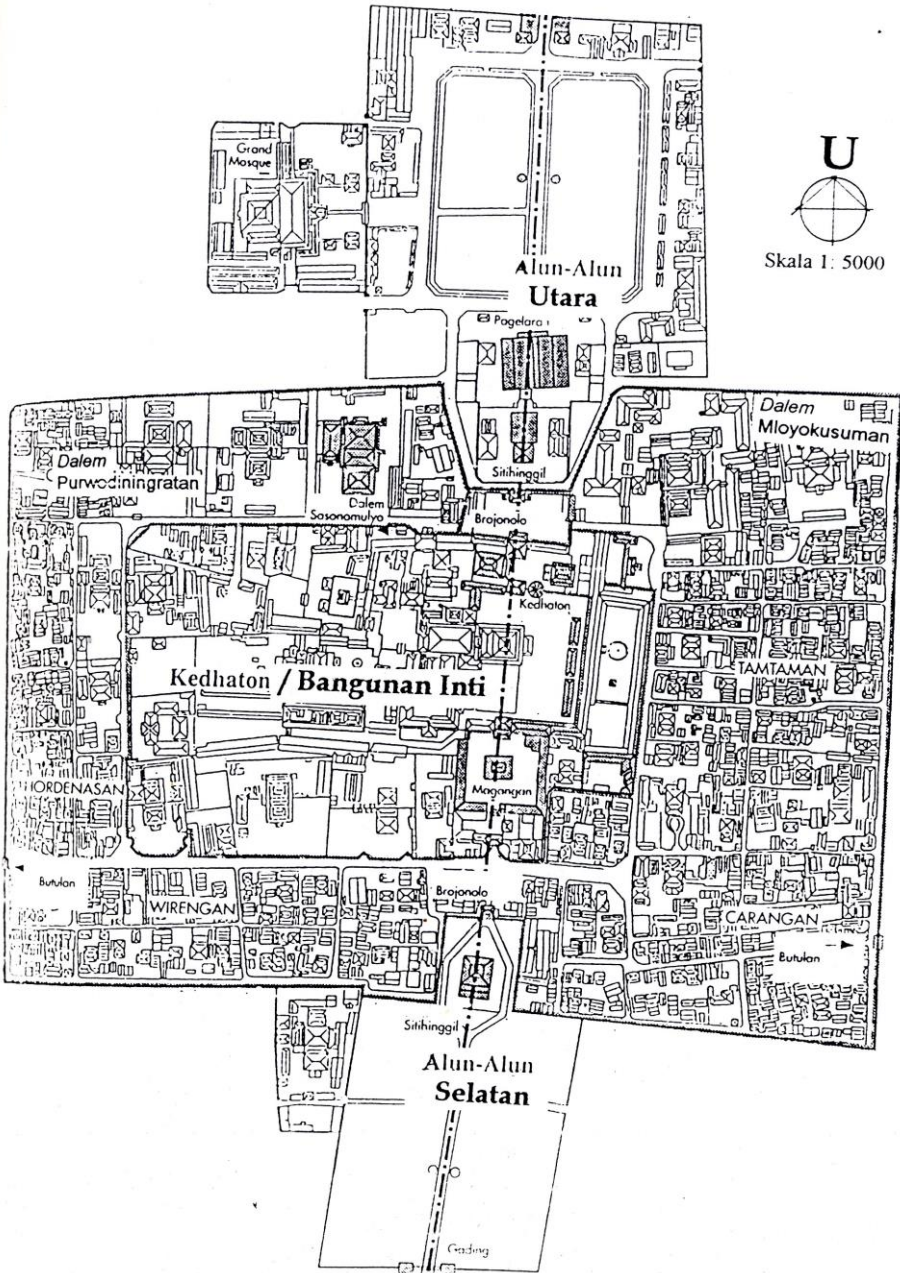 Grand
Mosque
U
Skala 1: 5000
Alun-Alun
Utara
Pagelaran
Dalem
Mloyokusuman
Dalem
Purwodiningratan
Sitihinggil
Dalem
Sasonomulyo
Brojonolo
Kedhaton
TAMTAMAN
Kedhaton / Bangunan Inti
Magangan
IORDENASAN
Butulan
WIRENGAN
Brojonolo
CARANGAN
Butulan
Sitihinggil
Alun-Alun
Selatan
Gading